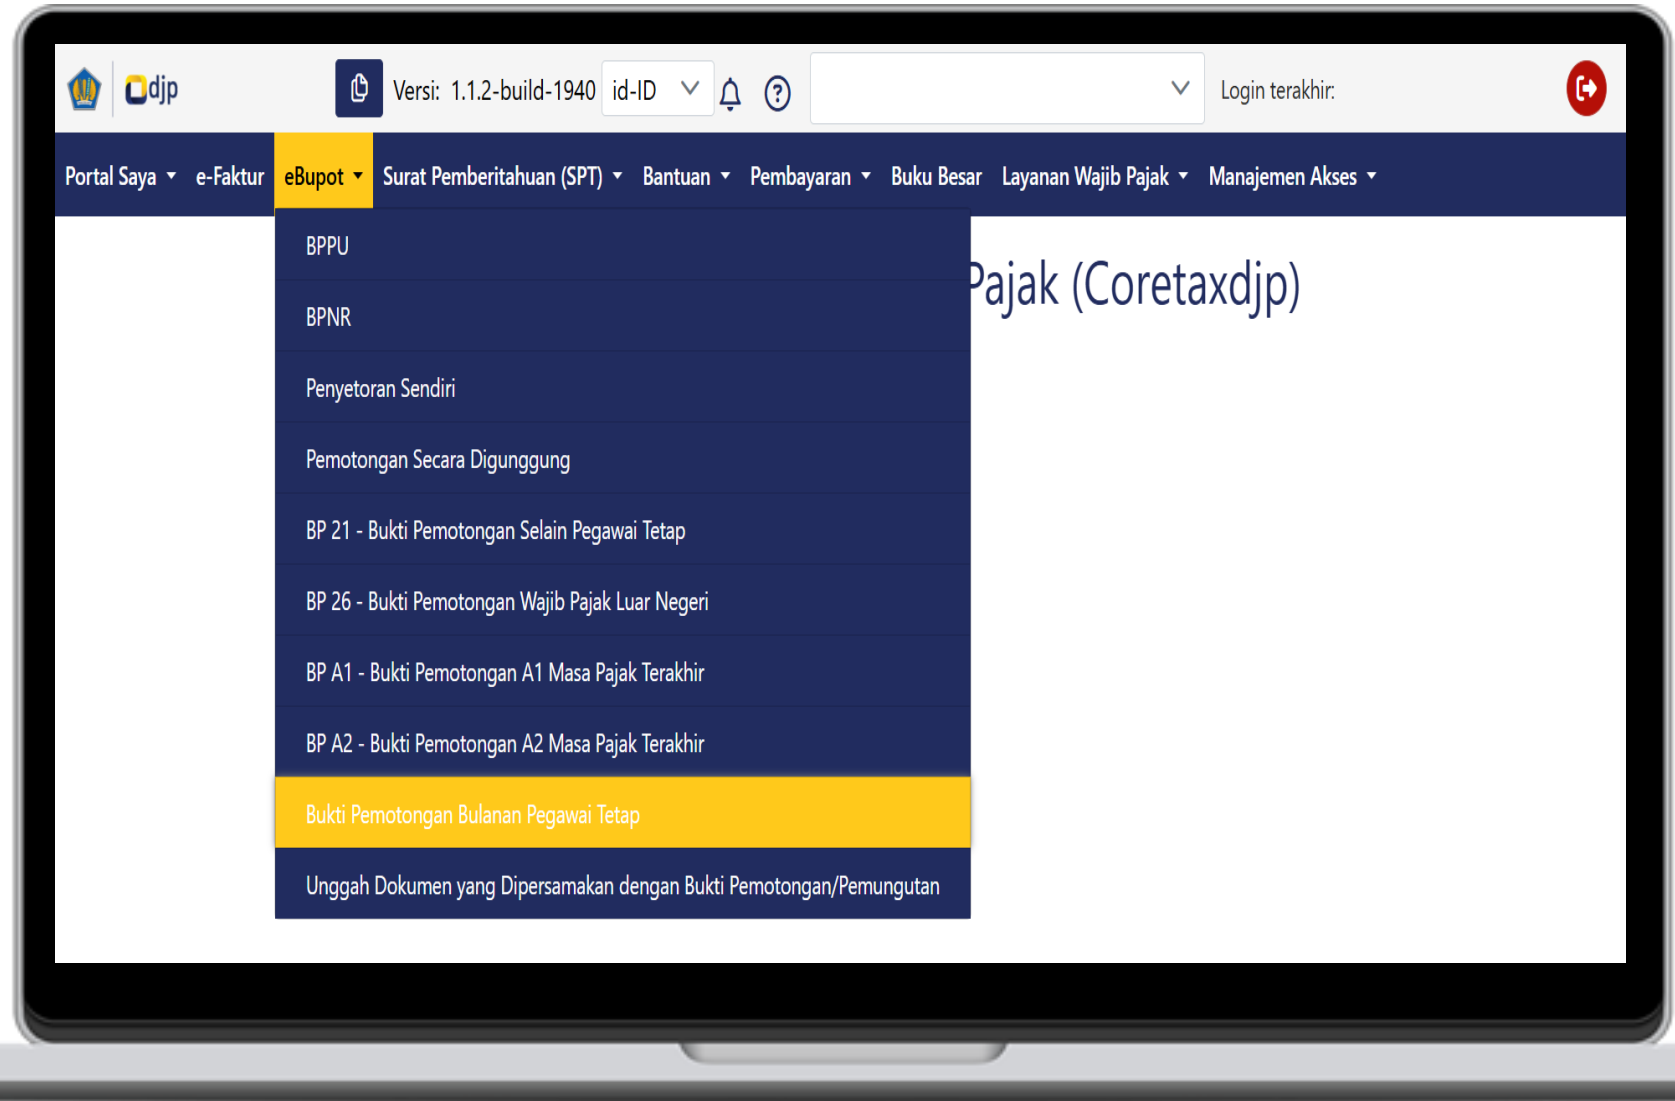 djp
Versi: 1.1.2-build-1940 id-ID Login terakhir:
Portal Saya e-Faktur eBupot Surat Pemberitahuan (SPT) Bantuan Pembayaran Buku Besar Layanan Wajib Pajak Manajemen Akses
Pajak (Coretaxdjp)
BPPU
BPNR
Penyetoran Sendiri
Pemotongan Secara Digunggung
BP 21 - Bukti Pemotongan Selain Pegawai Tetap
BP 26 - Bukti Pemotongan Wajib Pajak Luar Negeri
BP A1 - Bukti Pemotongan A1 Masa Pajak Terakhir
BP A2 - Bukti Pemotongan A2 Masa Pajak Terakhir
Bukti Pemotongan Bulanan Pegawai Tetap
Unggah Dokumen yang Dipersamakan dengan Bukti Pemotongan/Pemungutan